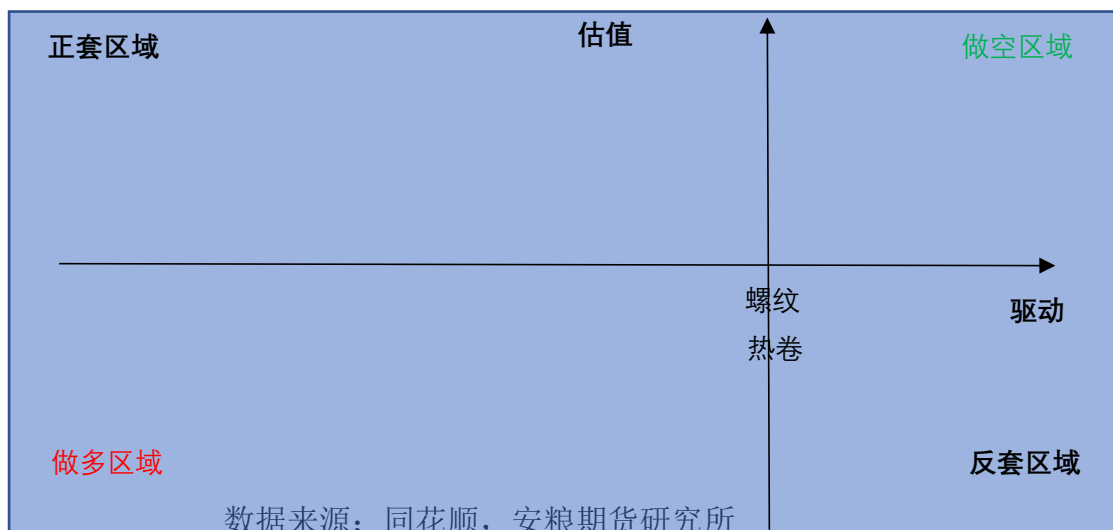 正套区域
估值
做空区域
螺纹
驱动
热卷
做多区域
反套区域
数据来源：同花顺，安粮期货研究所